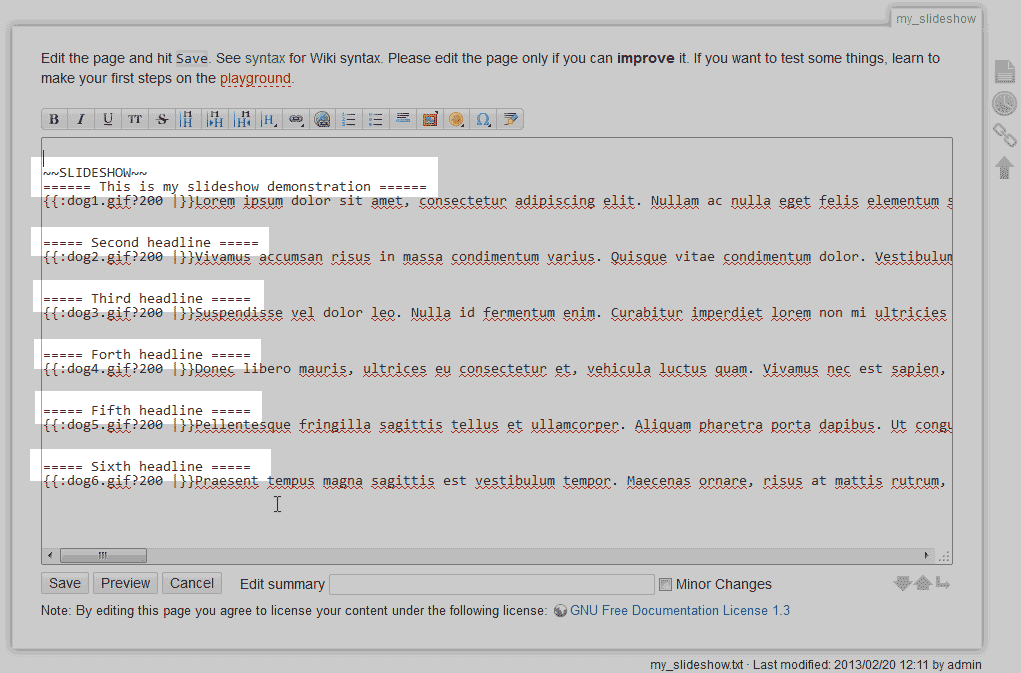 my_slideshow
Edit the page and hit Save. See syntax for Wiki syntax. Please edit the page only if you can improve it. If you want to test some things, learn to
make your first steps on the playground.
B I U TT S H H H H
~~SLIDESHOW~~
====== This is my slideshow demonstration ======
{{:dog1.gif?200 |}}Lorem ipsum dolor sit amet, consectetur adipiscing elit. Nullam ac nulla eget felis elementum s
===== Second headline =====
{{:dog2.gif?200 |}}Vivamus accumsan risus in massa condimentum varius. Quisque vitae condimentum dolor. Vestibulum
===== Third headline =====
{{:dog3.gif?200 |}}Suspendisse vel dolor leo. Nulla id fermentum enim. Curabitur imperdiet lorem non mi ultricies
===== Forth headline =====
{{:dog4.gif?200 |}}Donec libero mauris, ultrices eu consectetur et, vehicula luctus quam. Vivamus nec est sapien,
===== Fifth headline =====
{{:dog5.gif?200 |}}Pellentesque fringilla sagittis tellus et ullamcorper. Aliquam pharetra porta dapibus. Ut congu
===== Sixth headline =====
{{:dog6.gif?200 |}}Praesent tempus magna sagittis est vestibulum tempor. Maecenas ornare, risus at mattis rutrum,
Save Preview Cancel Edit summary Minor Changes
Note: By editing this page you agree to license your content under the following license: GNU Free Documentation License 1.3
my_slideshow.txt · Last modified: 2013/02/20 12:11 by admin